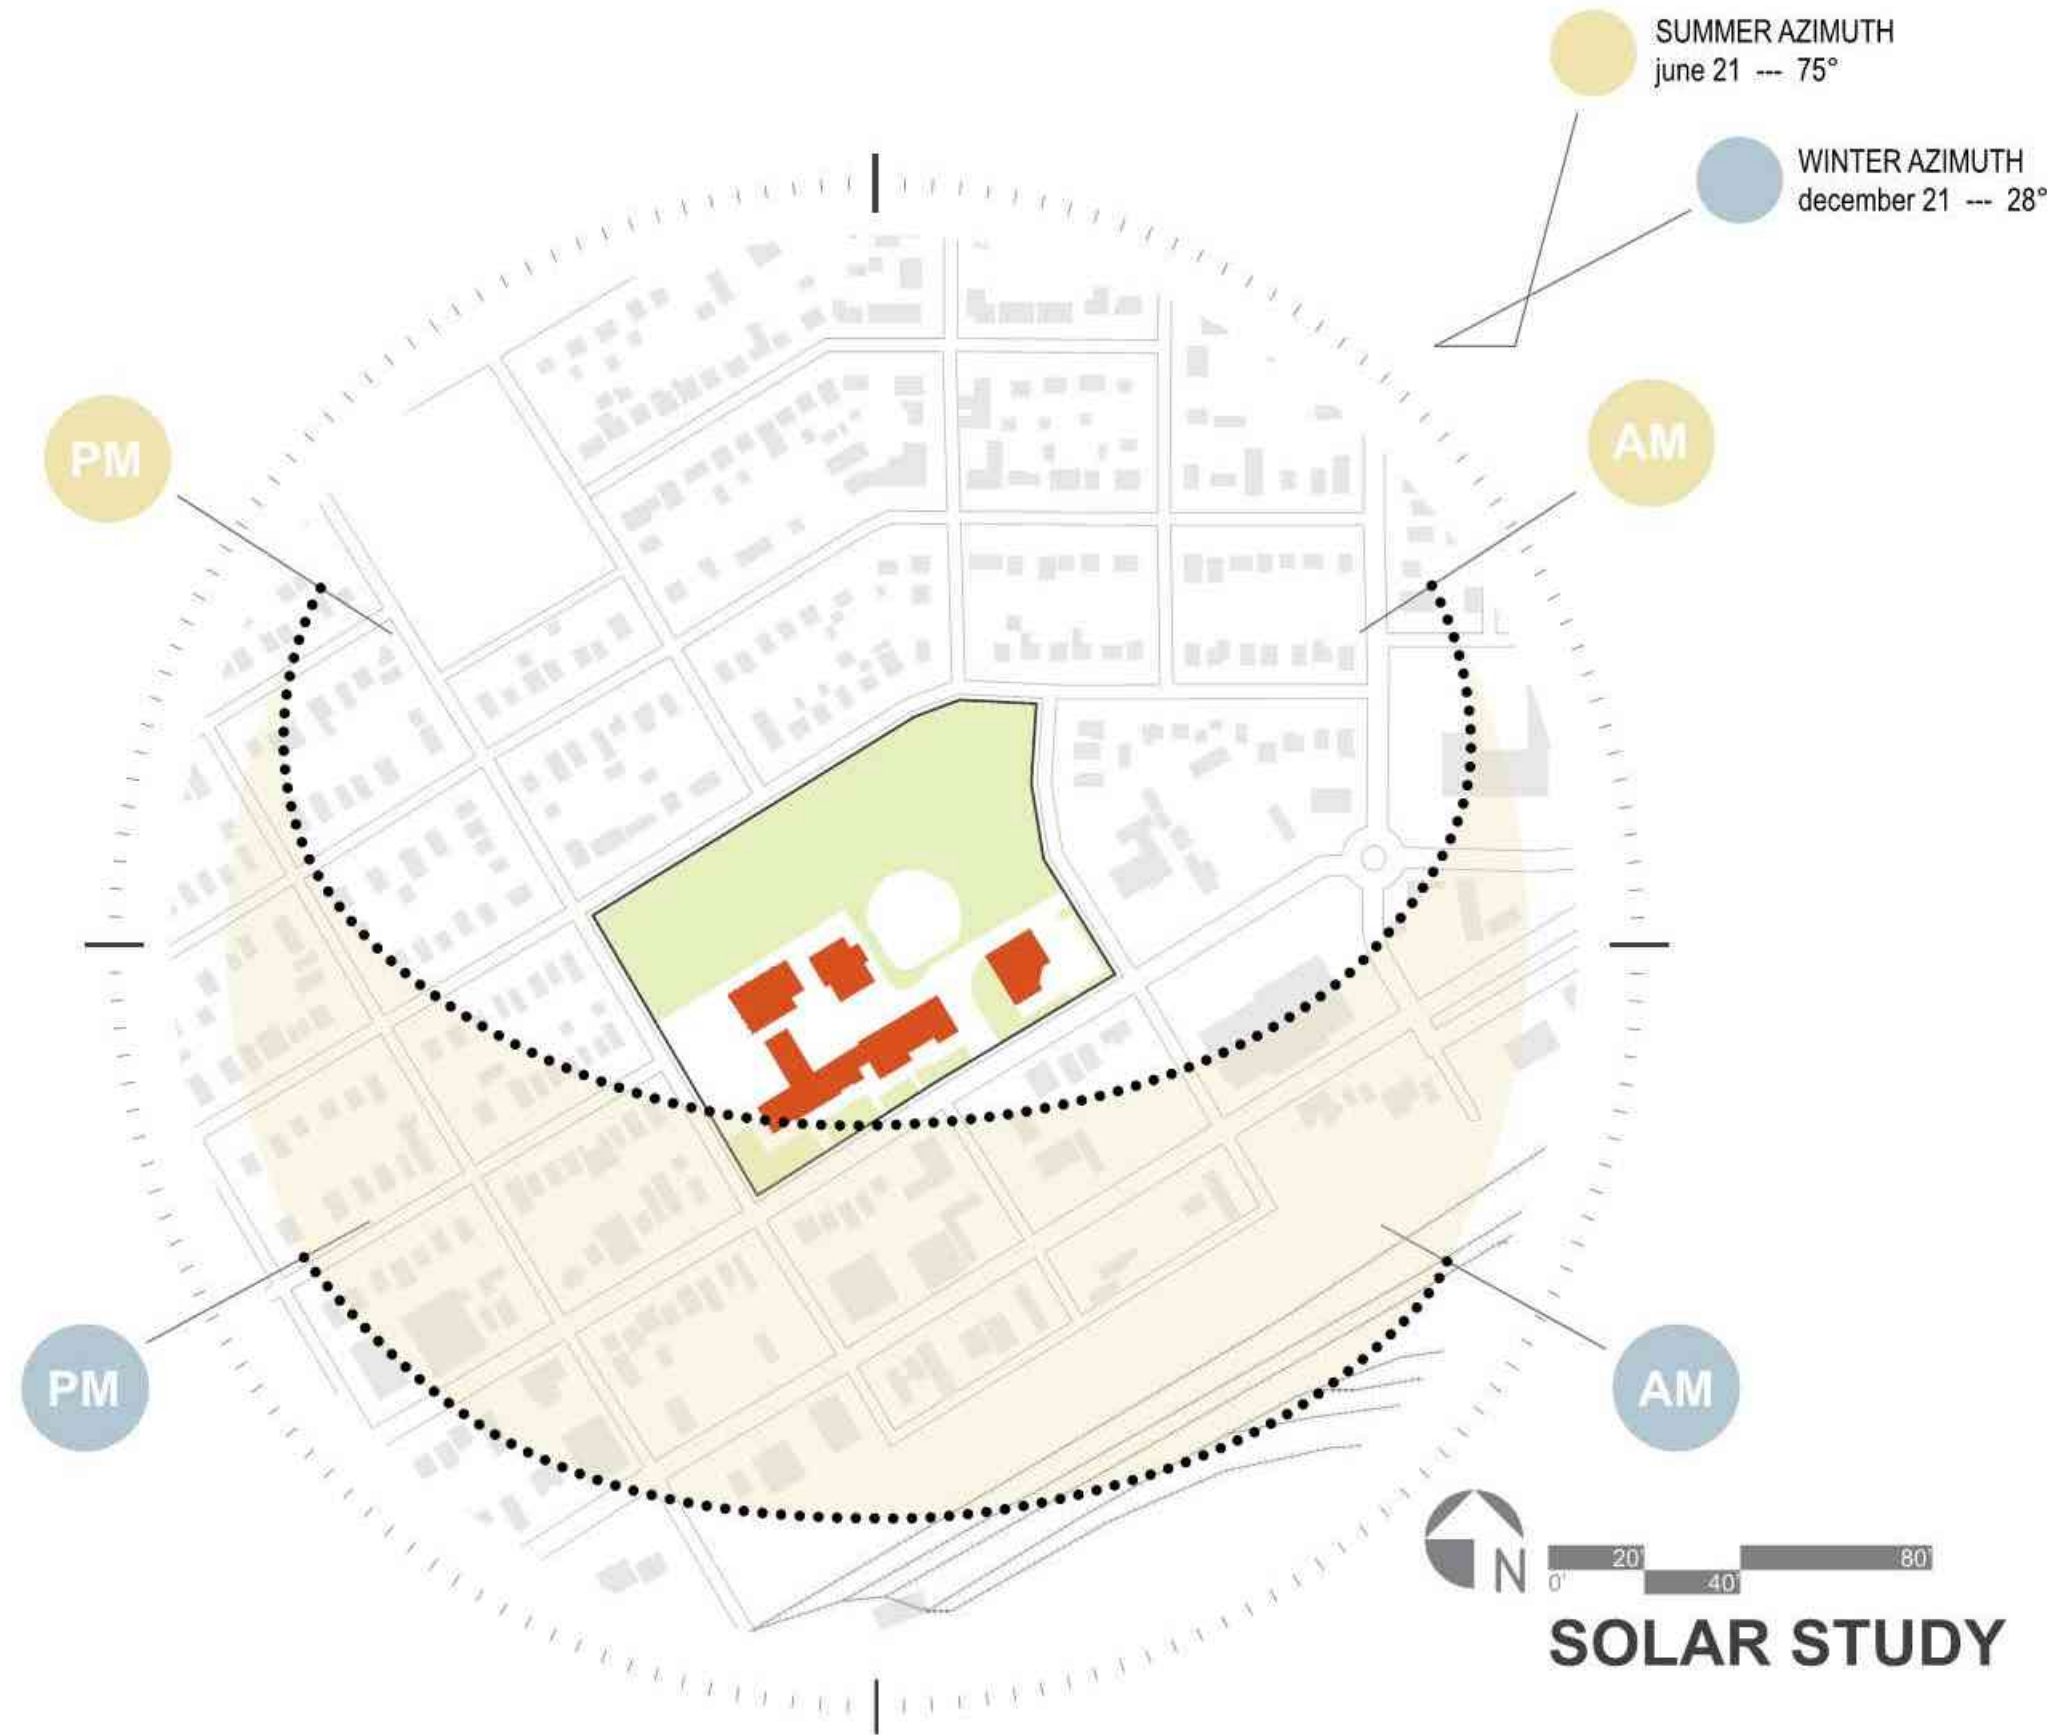 SUMMER AZIMUTH
june 21 --- 75°
WINTER AZIMUTH
december 21 --- 28°
PM
AM
PM
AM
N
20'
80'
0'
40'
SOLAR STUDY